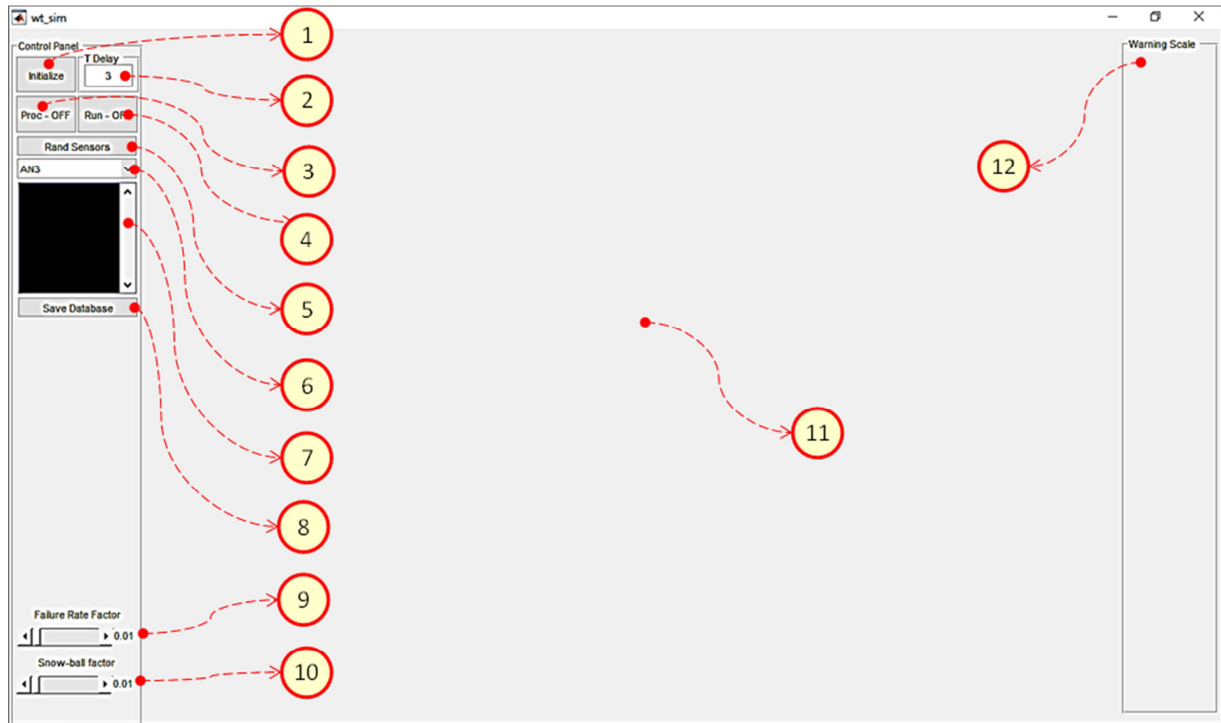 wt_sim
Control Panel
Initialize
T Delay
3
Proc - OFF
Run - OF
Rand Sensors
AN3
Save Database
Failure Rate Factor
0.01
Snow-ball factor
0.01
1
2
3
4
5
6
7
8
9
10
11
12
Warning Scale